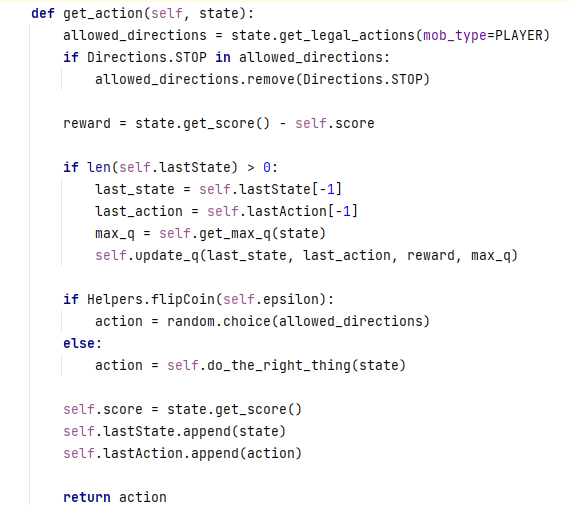 def get_action(self, state):
    allowed_directions = state.get_legal_actions(mob_type=PLAYER)
    if Directions.STOP in allowed_directions:
        allowed_directions.remove(Directions.STOP)

    reward = state.get_score() - self.score

    if len(self.lastState) > 0:
        last_state = self.lastState[-1]
        last_action = self.lastAction[-1]
        max_q = self.get_max_q(state)
        self.update_q(last_state, last_action, reward, max_q)

    if Helpers.flipCoin(self.epsilon):
        action = random.choice(allowed_directions)
    else:
        action = self.do_the_right_thing(state)

    self.score = state.get_score()
    self.lastState.append(state)
    self.lastAction.append(action)

    return action